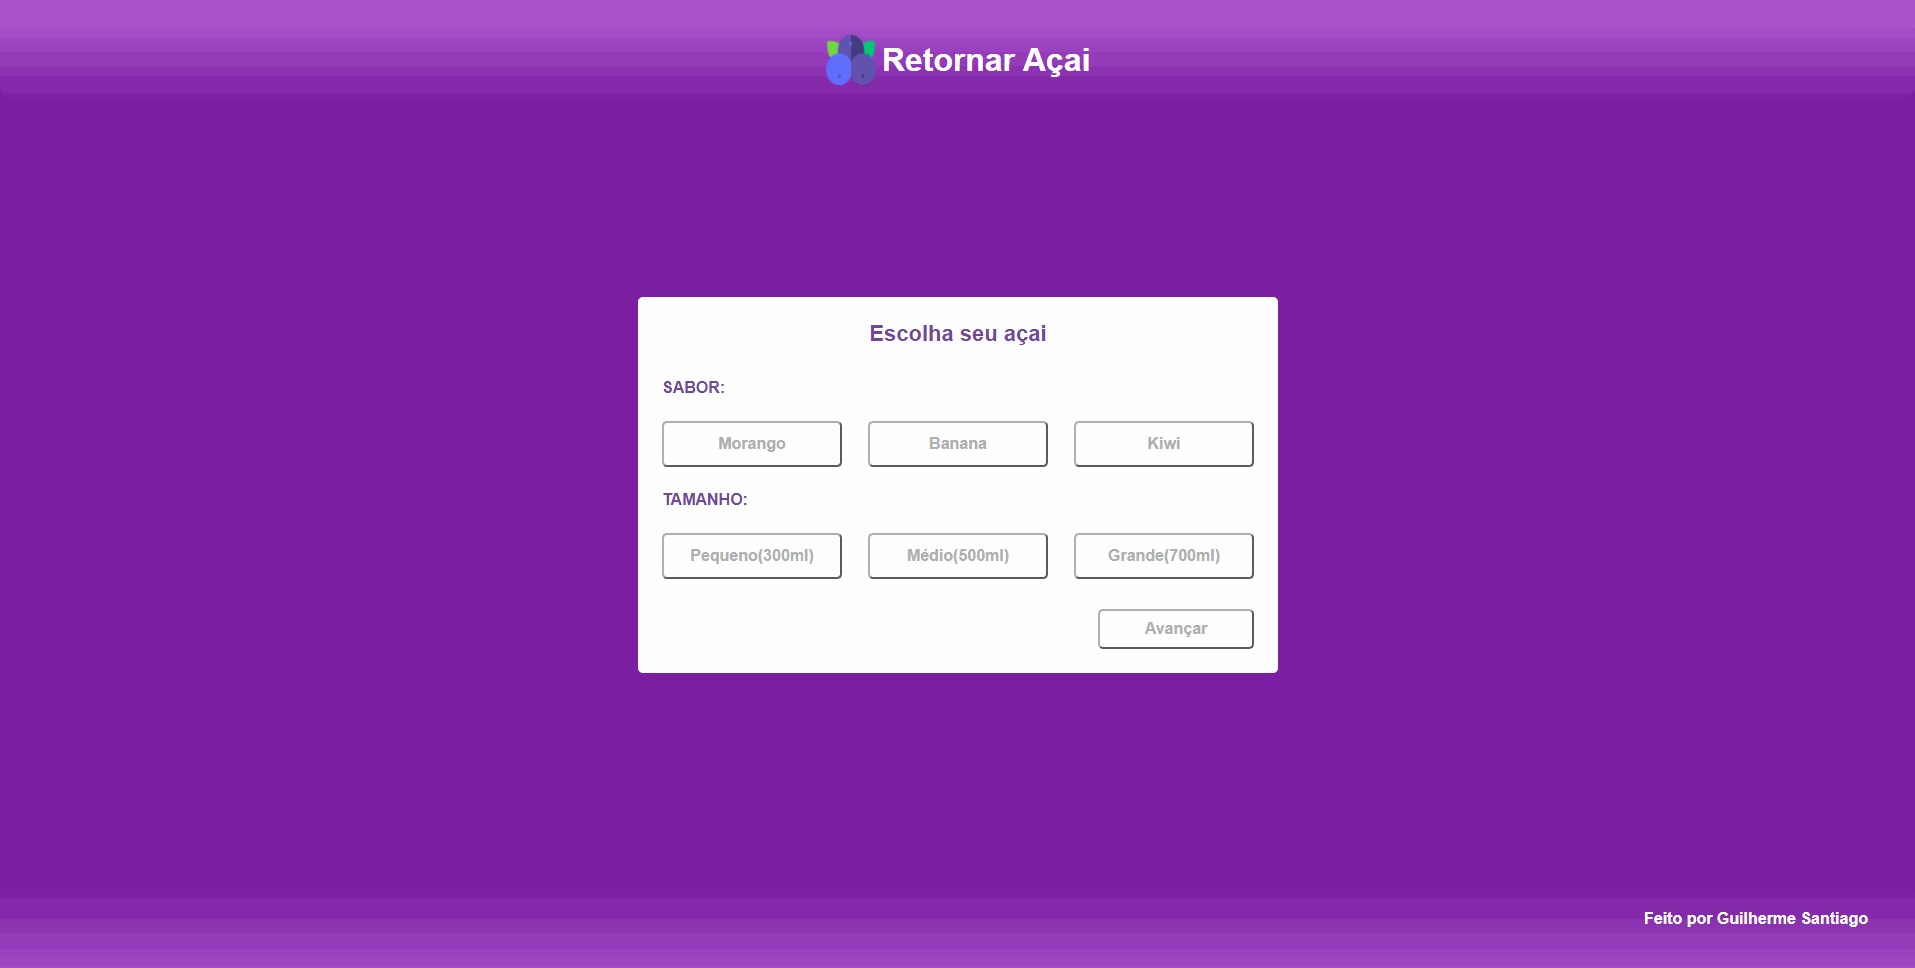 Retornar Açai
Escolha seu açai
SABOR:
Morango Banana Kiwi
TAMANHO:
Pequeno(300ml) Médio(500ml) Grande(700ml)
Avançar
Feito por Guilherme Santiago